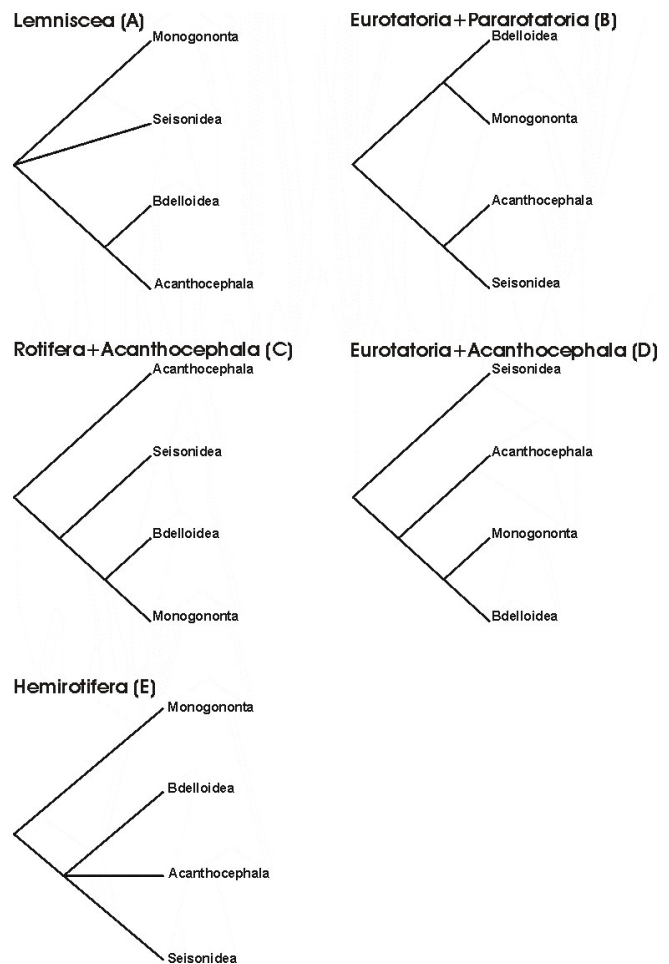 Lemniscea (A)
Monogononta
Seisonidea
Bdelloidea
Acanthocephala
Eurotatoria+Pararotatoria (B)
Bdelloidea
Monogononta
Acanthocephala
Seisonidea
Rotifera+Acanthocephala (C)
Acanthocephala
Seisonidea
Bdelloidea
Monogononta
Eurotatoria+Acanthocephala (D)
Seisonidea
Acanthocephala
Monogononta
Bdelloidea
Hemirotifera (E)
Monogononta
Bdelloidea
Acanthocephala
Seisonidea